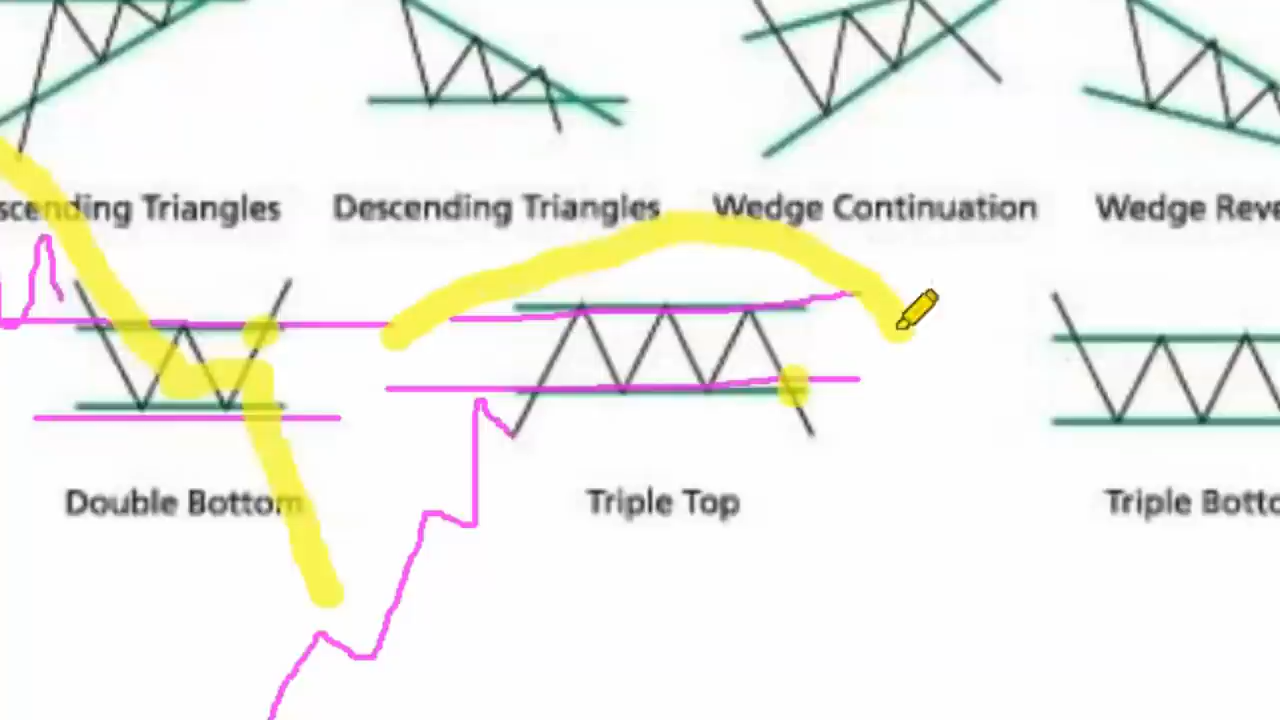 scending Triangles Descending Triangles Wedge Continuation Wedge Reve
Double Bottom Triple Top Triple Botto